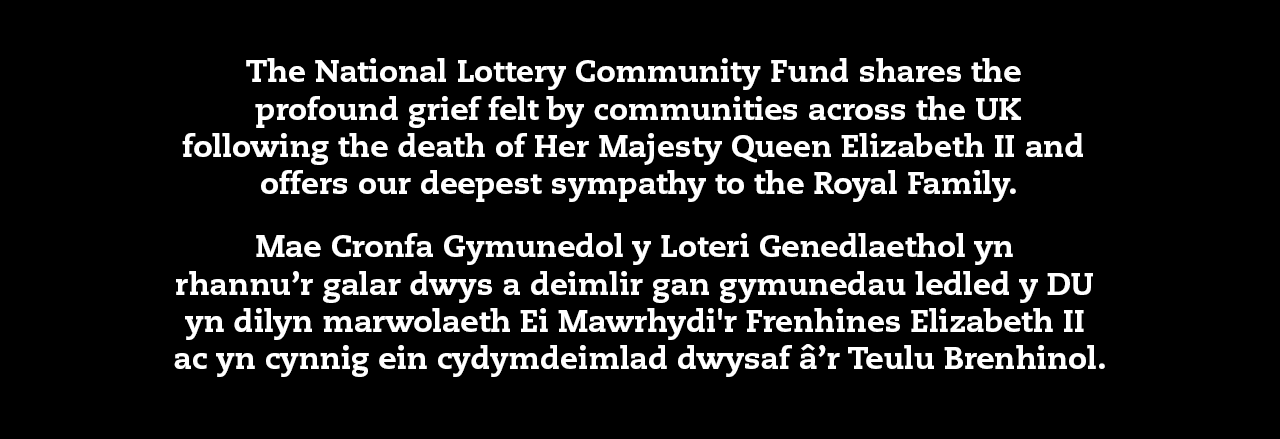 The National Lottery Community Fund shares the
profound grief felt by communities across the UK
following the death of Her Majesty Queen Elizabeth II and
offers our deepest sympathy to the Royal Family.
Mae Cronfa Gymunedol y Loteri Genedlaethol yn
rhannu’r galar dwys a deimlir gan gymunedau ledled y DU
yn dilyn marwolaeth Ei Mawrhydi'r Frenhines Elizabeth II
ac yn cynnig ein cydymdeimlad dwysaf â’r Teulu Brenhinol.